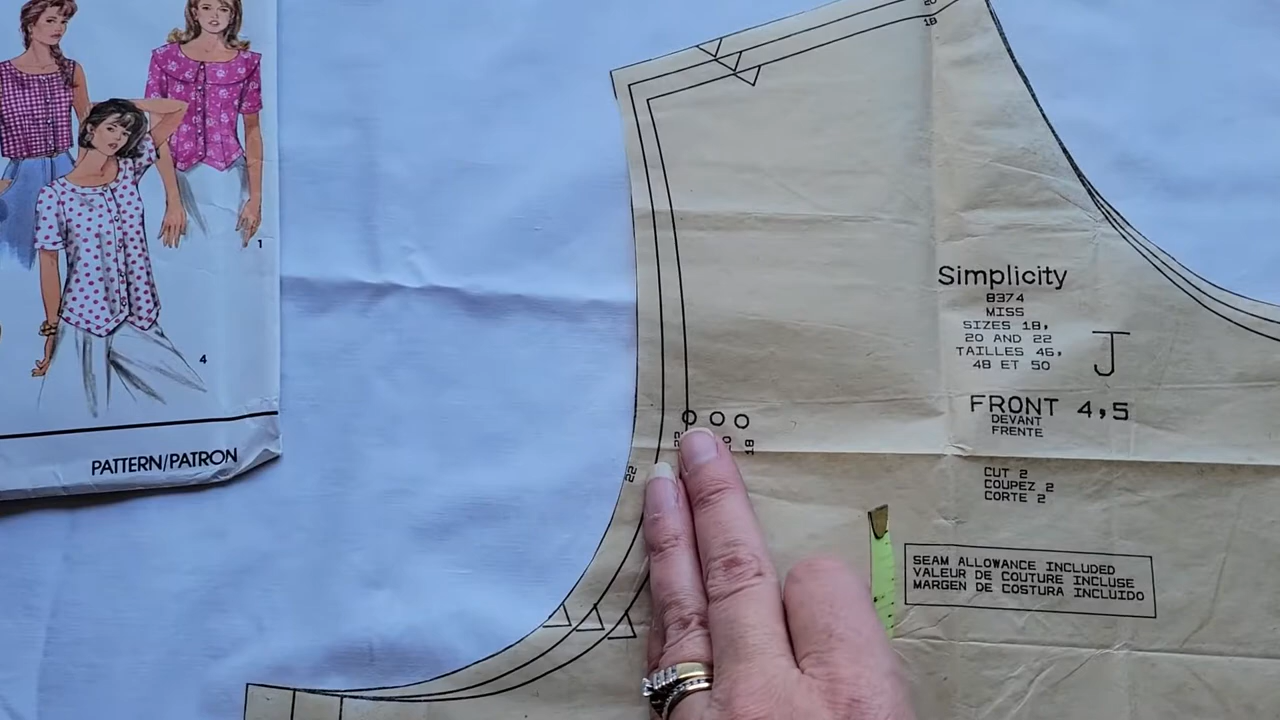 20
18
1
4
PATTERN/PATRON
Simplicity
8374
MISS
SIZES 18,
20 AND 22
TAILLES 46,
48 ET 50
J
FRONT 4,5
DEVANT
FRENTE
CUT 2
COUPEZ 2
CORTE 2
22
18
SEAM ALLOWANCE INCLUDED
VALEUR DE COUTURE INCLUSE
MARGEN DE COSTURA INCLUIDO